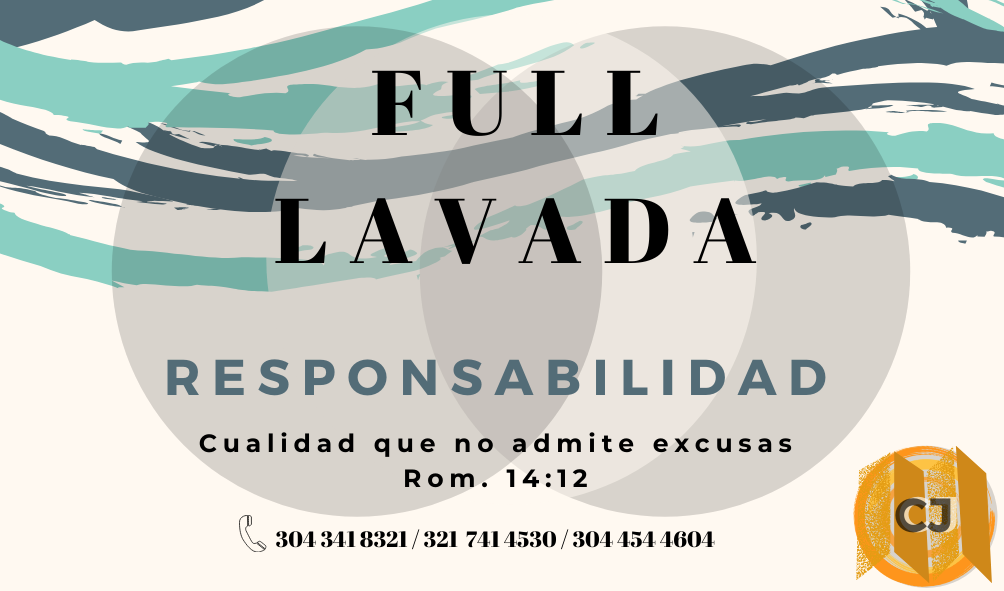 FULL
LAVADA
RESPONSABILIDAD
Cualidad que no admite excusas
Rom. 14:12
304 341 8321 / 321 741 4530 / 304 454 4604
CJ